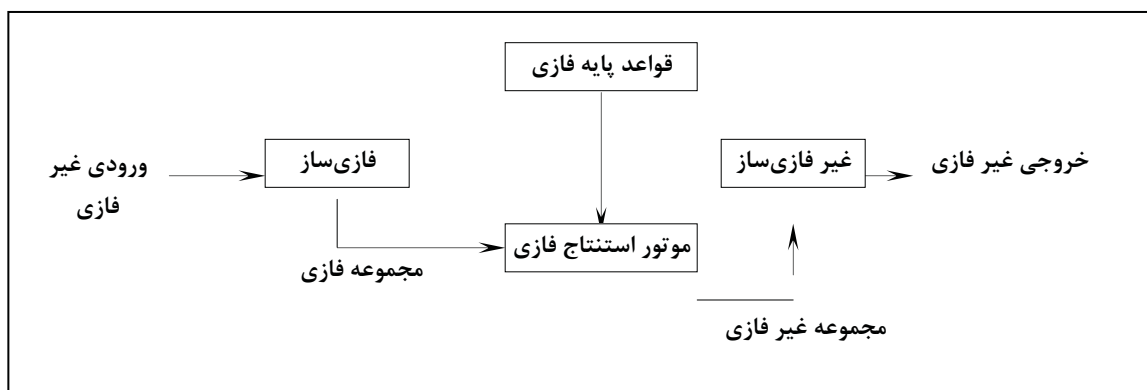 قواعد پایه فازی
ورودی غیر
فازی
فازی‌ساز
مجموعه فازی
موتور استنتاج فازی
غیر فازی‌ساز
خروجی غیر فازی
مجموعه غیر فازی